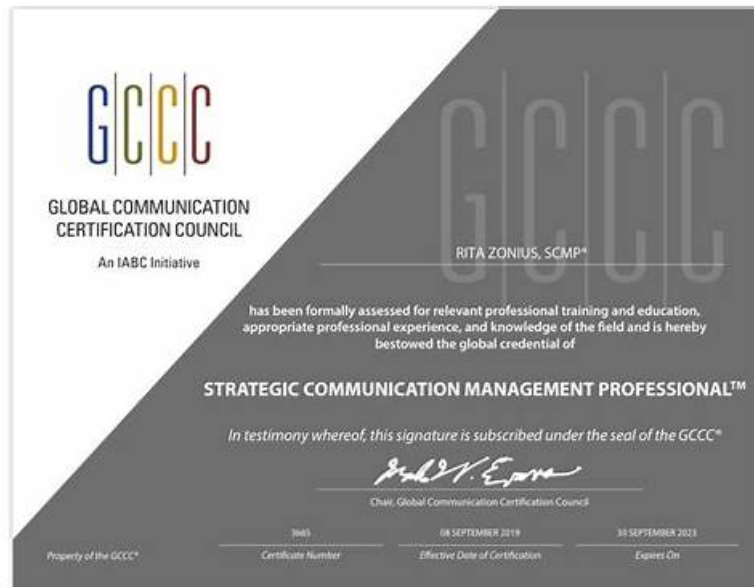 GCCC
GLOBAL COMMUNICATION
CERTIFICATION COUNCIL
An IABC Initiative
GCCC
RITA ZONIUS, SCMP®
has been formally assessed for relevant professional training and education,
appropriate professional experience, and knowledge of the field and is hereby
bestowed the global credential of
STRATEGIC COMMUNICATION MANAGEMENT PROFESSIONAL™
In testimony whereof, this signature is subscribed under the seal of the GCCC®
Chair, Global Communication Certification Council
3665 08 SEPTEMBER 2019 30 SEPTEMBER 2023
Property of the GCCC® Certificate Number Effective Date of Certification Expires On